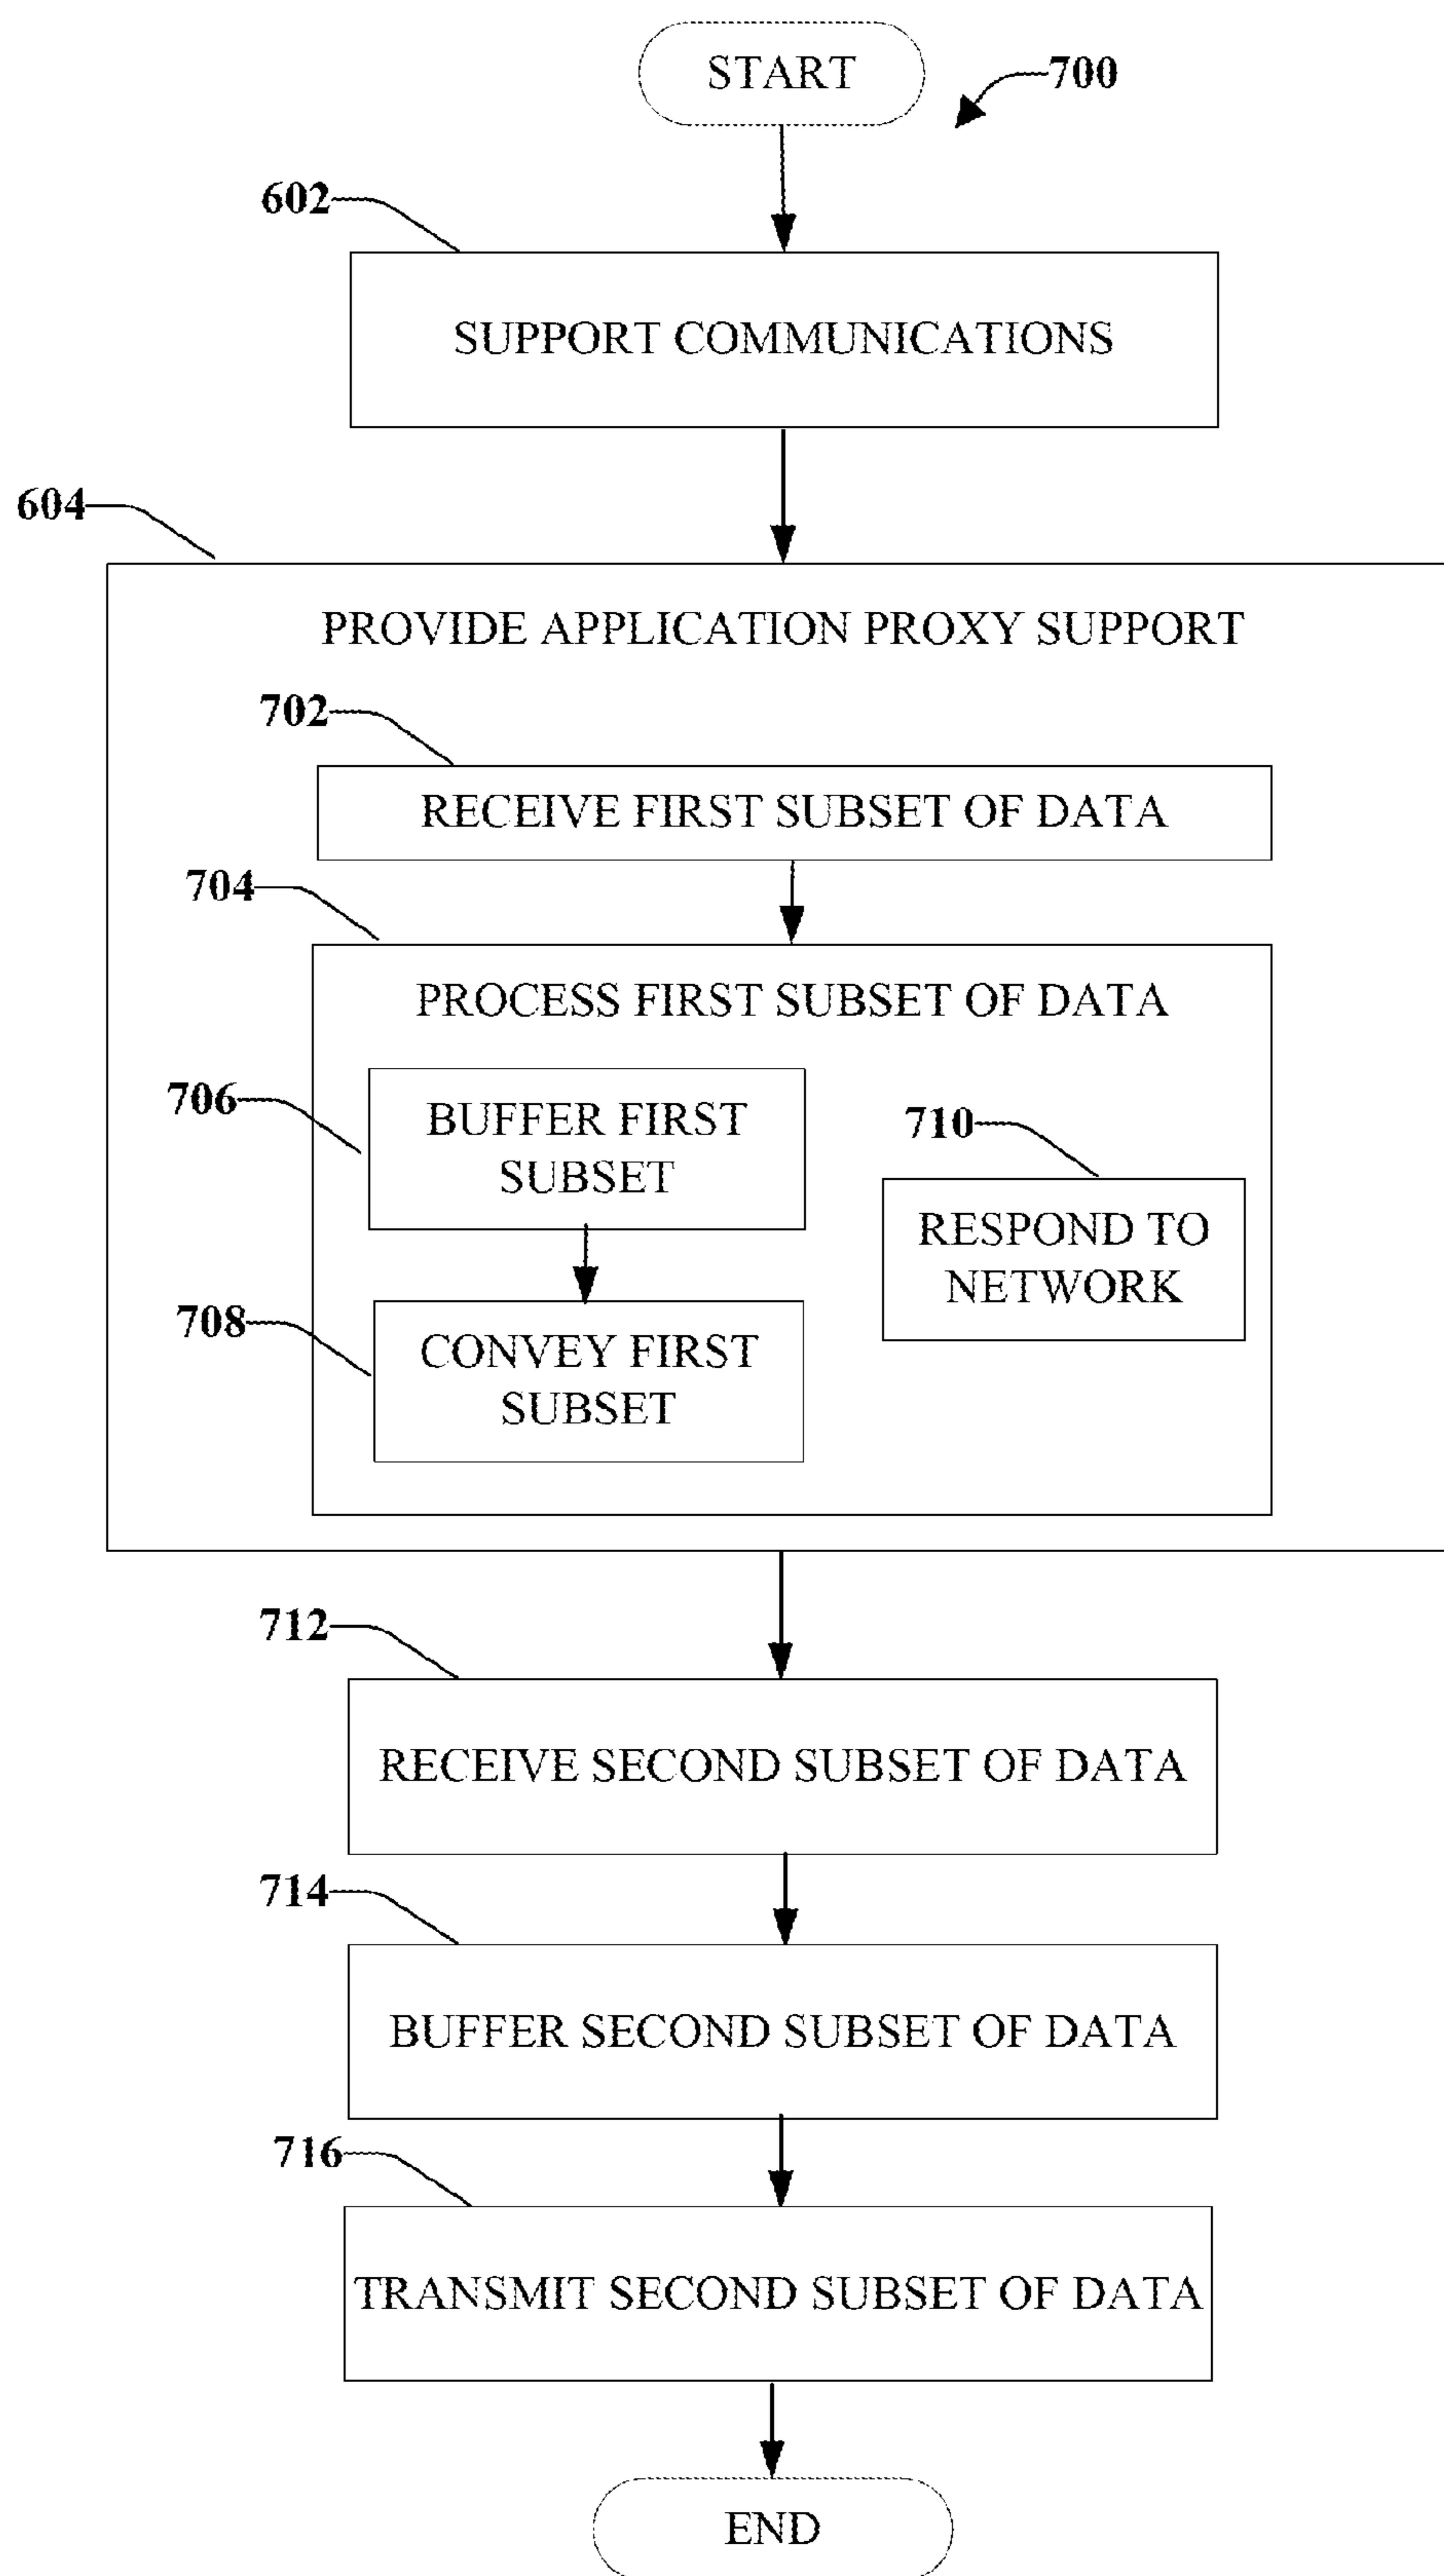 START
700
602
SUPPORT COMMUNICATIONS
604
PROVIDE APPLICATION PROXY SUPPORT
702
RECEIVE FIRST SUBSET OF DATA
704
PROCESS FIRST SUBSET OF DATA
706
BUFFER FIRST
SUBSET
710
RESPOND TO
NETWORK
708
CONVEY FIRST
SUBSET
712
RECEIVE SECOND SUBSET OF DATA
714
BUFFER SECOND SUBSET OF DATA
716
TRANSMIT SECOND SUBSET OF DATA
END